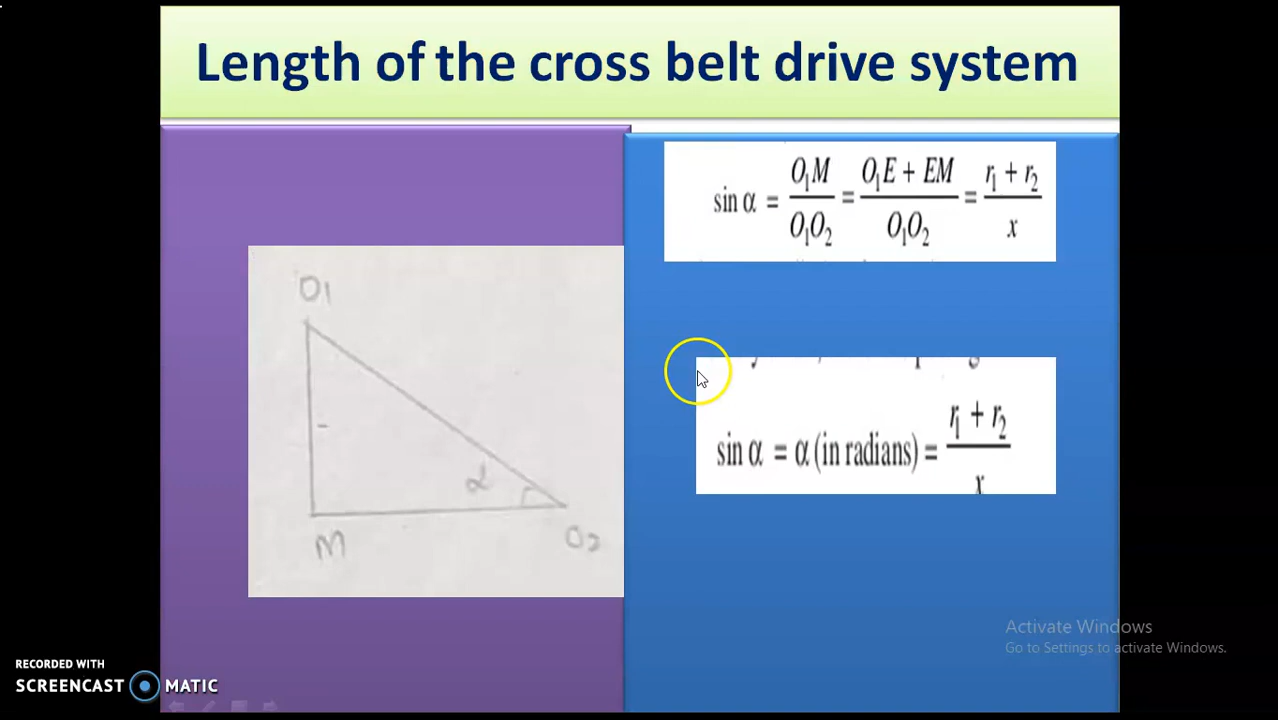 Length of the cross belt drive system
sin α = O₁M / O₁O₂ = O₁E + EM / O₁O₂ = r₁ + r₂ / x
O1
α
M
O2
sin α = α (in radians) = r₁ + r₂ / x
Activate Windows
Go to Settings to activate Windows.
RECORDED WITH
SCREENCAST MATIC